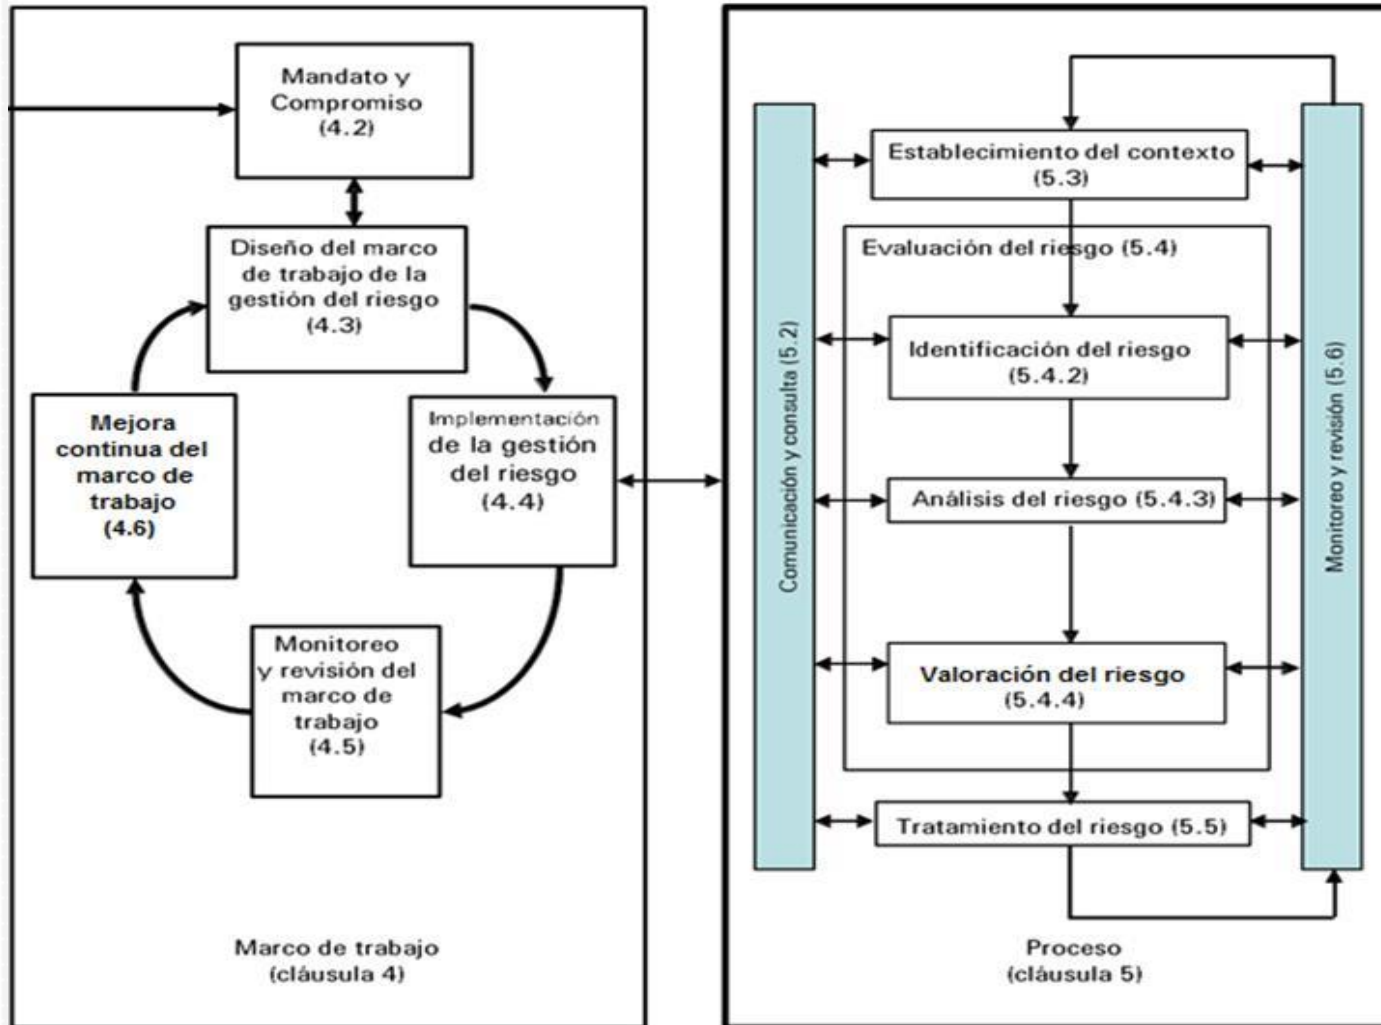 Mandato y
Compromiso
(4.2)
Diseño del marco
de trabajo de la
gestión del riesgo
(4.3)
Mejora
continua del
marco de
trabajo
(4.6)
Implementación
de la gestión
del riesgo
(4.4)
Monitoreo
y revisión del
marco de
trabajo
(4.5)
Marco de trabajo
(cláusula 4)
Comunicación y consulta (5.2)
Establecimiento del contexto
(5.3)
Evaluación del riesgo (5.4)
Identificación del riesgo
(5.4.2)
Análisis del riesgo (5.4.3)
Valoración del riesgo
(5.4.4)
Tratamiento del riesgo (5.5)
Monitoreo y revisión (5.6)
Proceso
(cláusula 5)